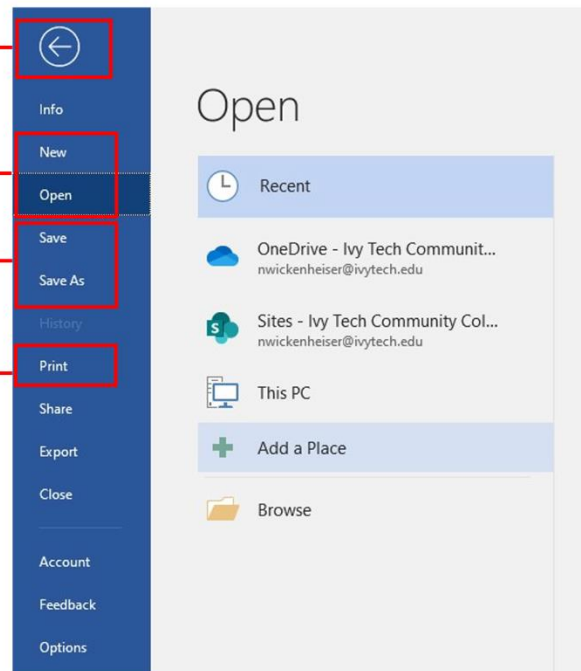 Info
New
Open
Save
Save As
History
Print
Share
Export
Close
Account
Feedback
Options
Open
Recent
OneDrive - Ivy Tech Communit...
nwickenheiser@ivytech.edu
Sites - Ivy Tech Community Col...
nwickenheiser@ivytech.edu
This PC
Add a Place
Browse